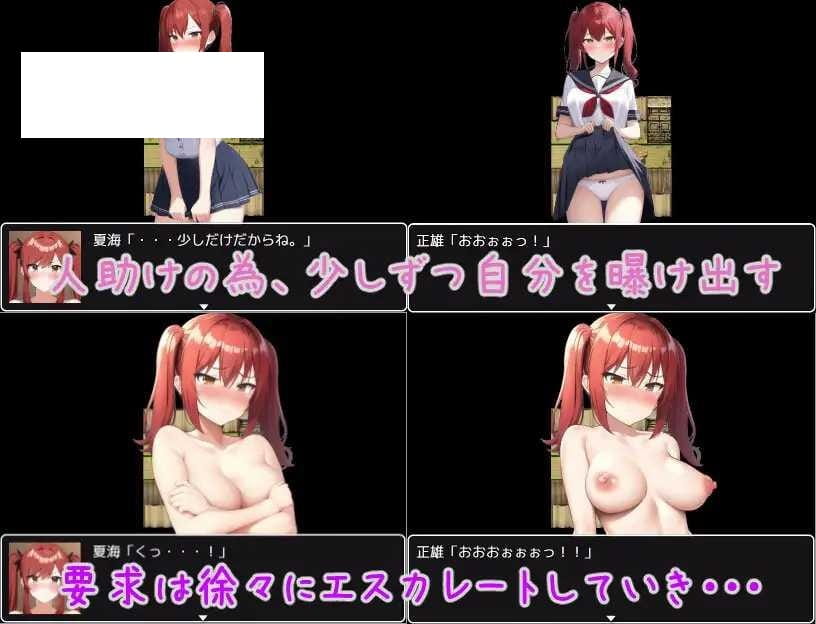 夏海「・・・少しだけだからね。」
正雄「おおぉぉっ！」
人助けの為、少しずつ自分を曝け出す
夏海「くっ・・・！」
正雄「おおおぉぉぉっ！！」
要求は徐々にエスカレートしていき・・・